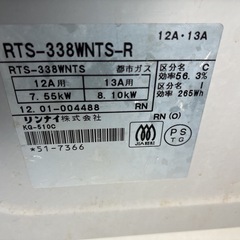 12A・13A
RTS-338WNTS-R
RTS-338WNTS 都市ガス
12A用 13A用
7.55kW 8.10kW
12.01-004488 RN
リンナイ株式会社
KG-510C
*51-7366
区分名 C
効率56.3%
区分名 I
効率 265Wh
RN(O)
JIA
PS
TG